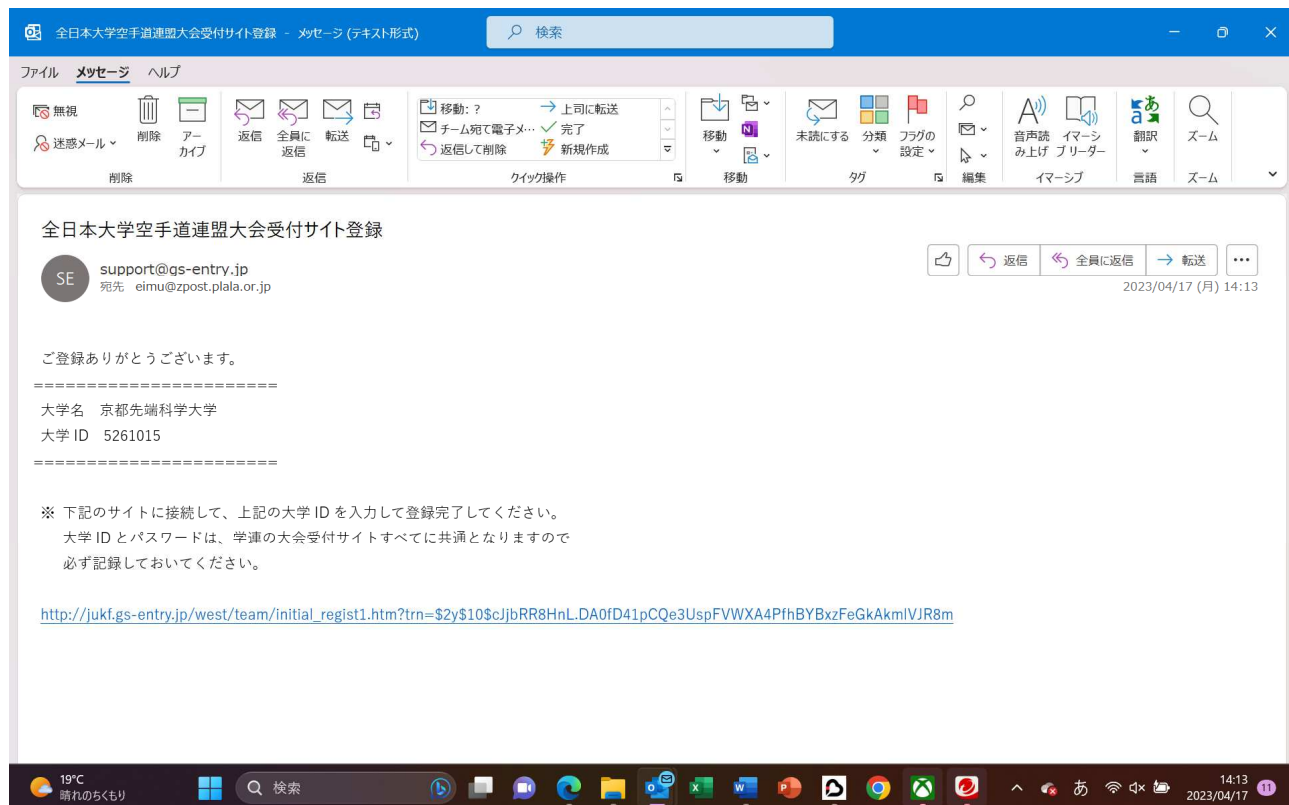 全日本大学空手道連盟大会受付サイト登録 - メッセージ (テキスト形式)
検索
ファイル メッセージ ヘルプ
無視
迷惑メール
削除
アーカイブ
削除
返信
全員に返信
転送
返信
移動: ?
チーム宛て電子メ…
返信して削除
上司に転送
完了
新規作成
クイック操作
移動
移動
未読にする
分類
フラグの設定
タグ
編集
音声読み上げ
イマーシブ リーダー
イマーシブ
翻訳
言語
ズーム
ズーム
全日本大学空手道連盟大会受付サイト登録
SE
support@gs-entry.jp
宛先 eimu@zpost.plala.or.jp
返信 全員に返信 転送
2023/04/17 (月) 14:13
ご登録ありがとうございます。
========================
大学名 京都先端科学大学
大学 ID 5261015
========================
※ 下記のサイトに接続して、上記の大学 ID を入力して登録完了してください。
大学 ID とパスワードは、学連の大会受付サイトすべてに共通となりますので
必ず記録しておいてください。
http://jukf.gs-entry.jp/west/team/initial_regist1.htm?trn=$2y$10$cJjbRR8HnL.DA0fD41pCQe3UspFVWXA4PfhBYBxzFeGkAkmlVJR8m
19°C
晴れのちくもり
検索
あ
14:13
2023/04/17
11